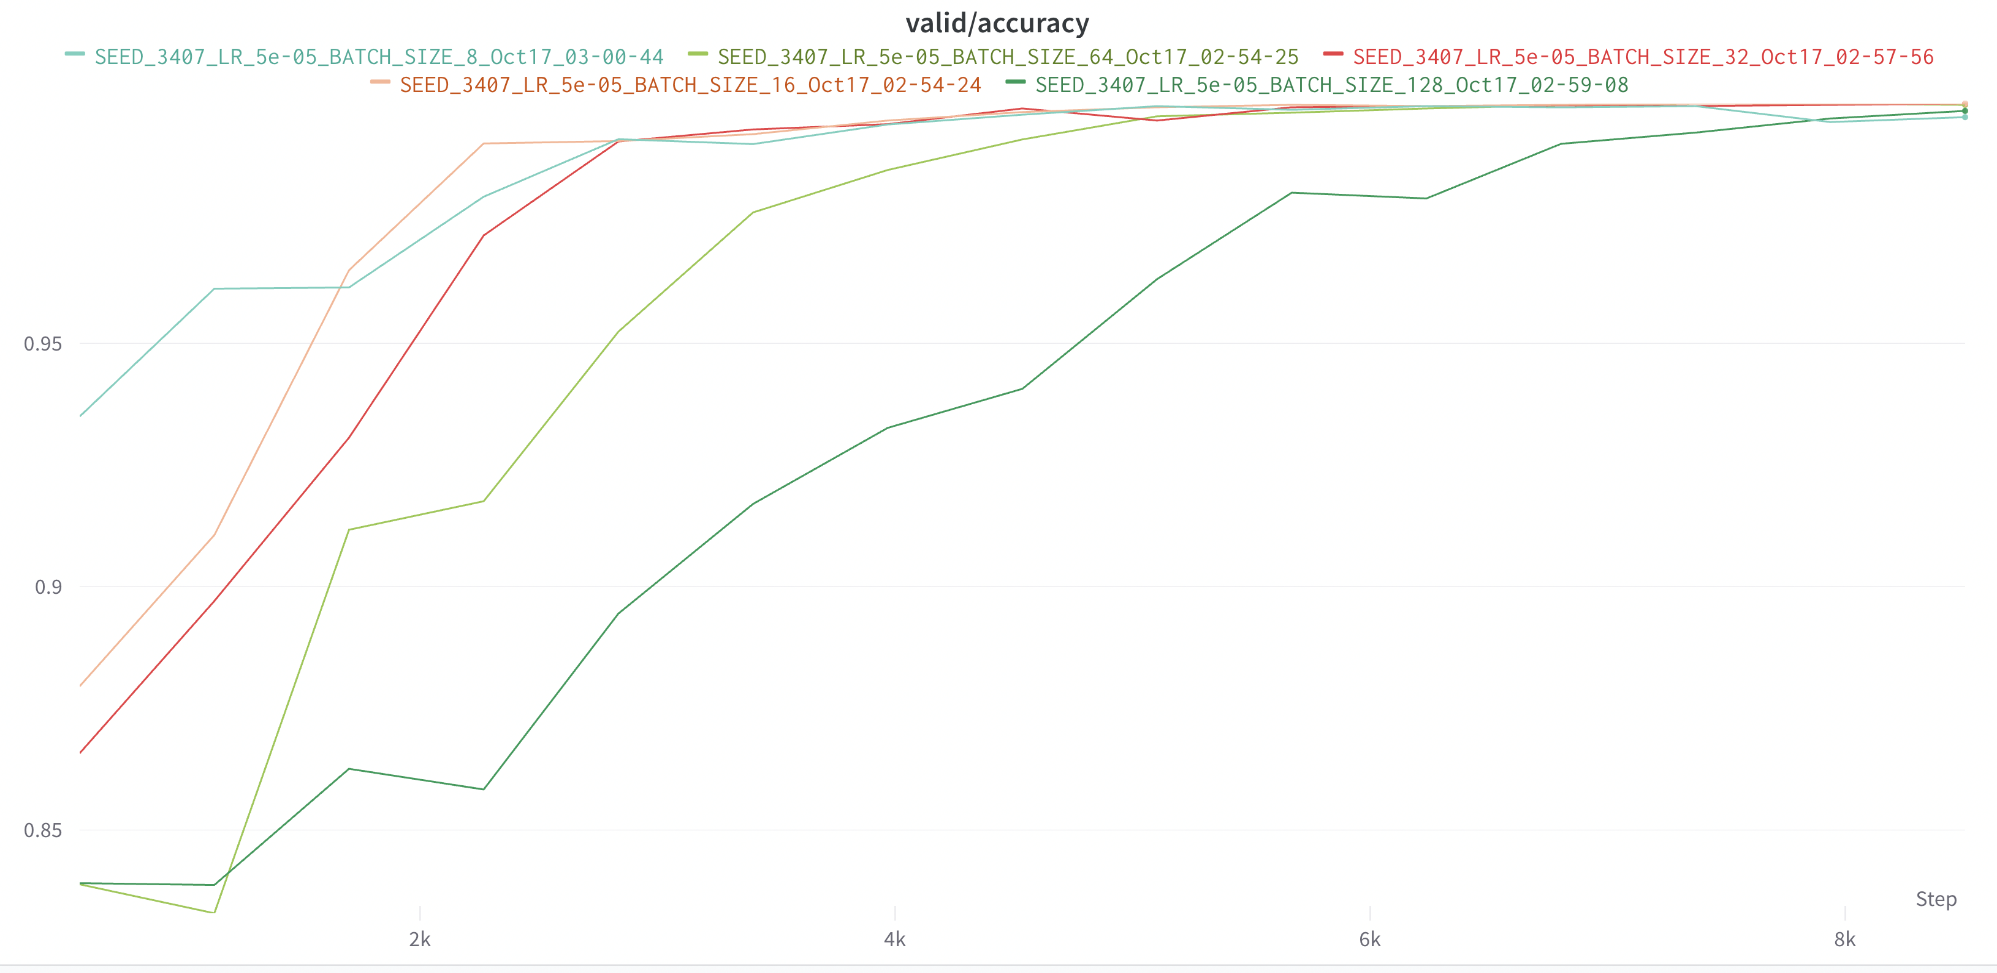 valid/accuracy
SEED_3407_LR_5e-05_BATCH_SIZE_8_Oct17_03-00-44 SEED_3407_LR_5e-05_BATCH_SIZE_64_Oct17_02-54-25 SEED_3407_LR_5e-05_BATCH_SIZE_32_Oct17_02-57-56
SEED_3407_LR_5e-05_BATCH_SIZE_16_Oct17_02-54-24 SEED_3407_LR_5e-05_BATCH_SIZE_128_Oct17_02-59-08
0.95
0.9
0.85
Step
2k 4k 6k 8k